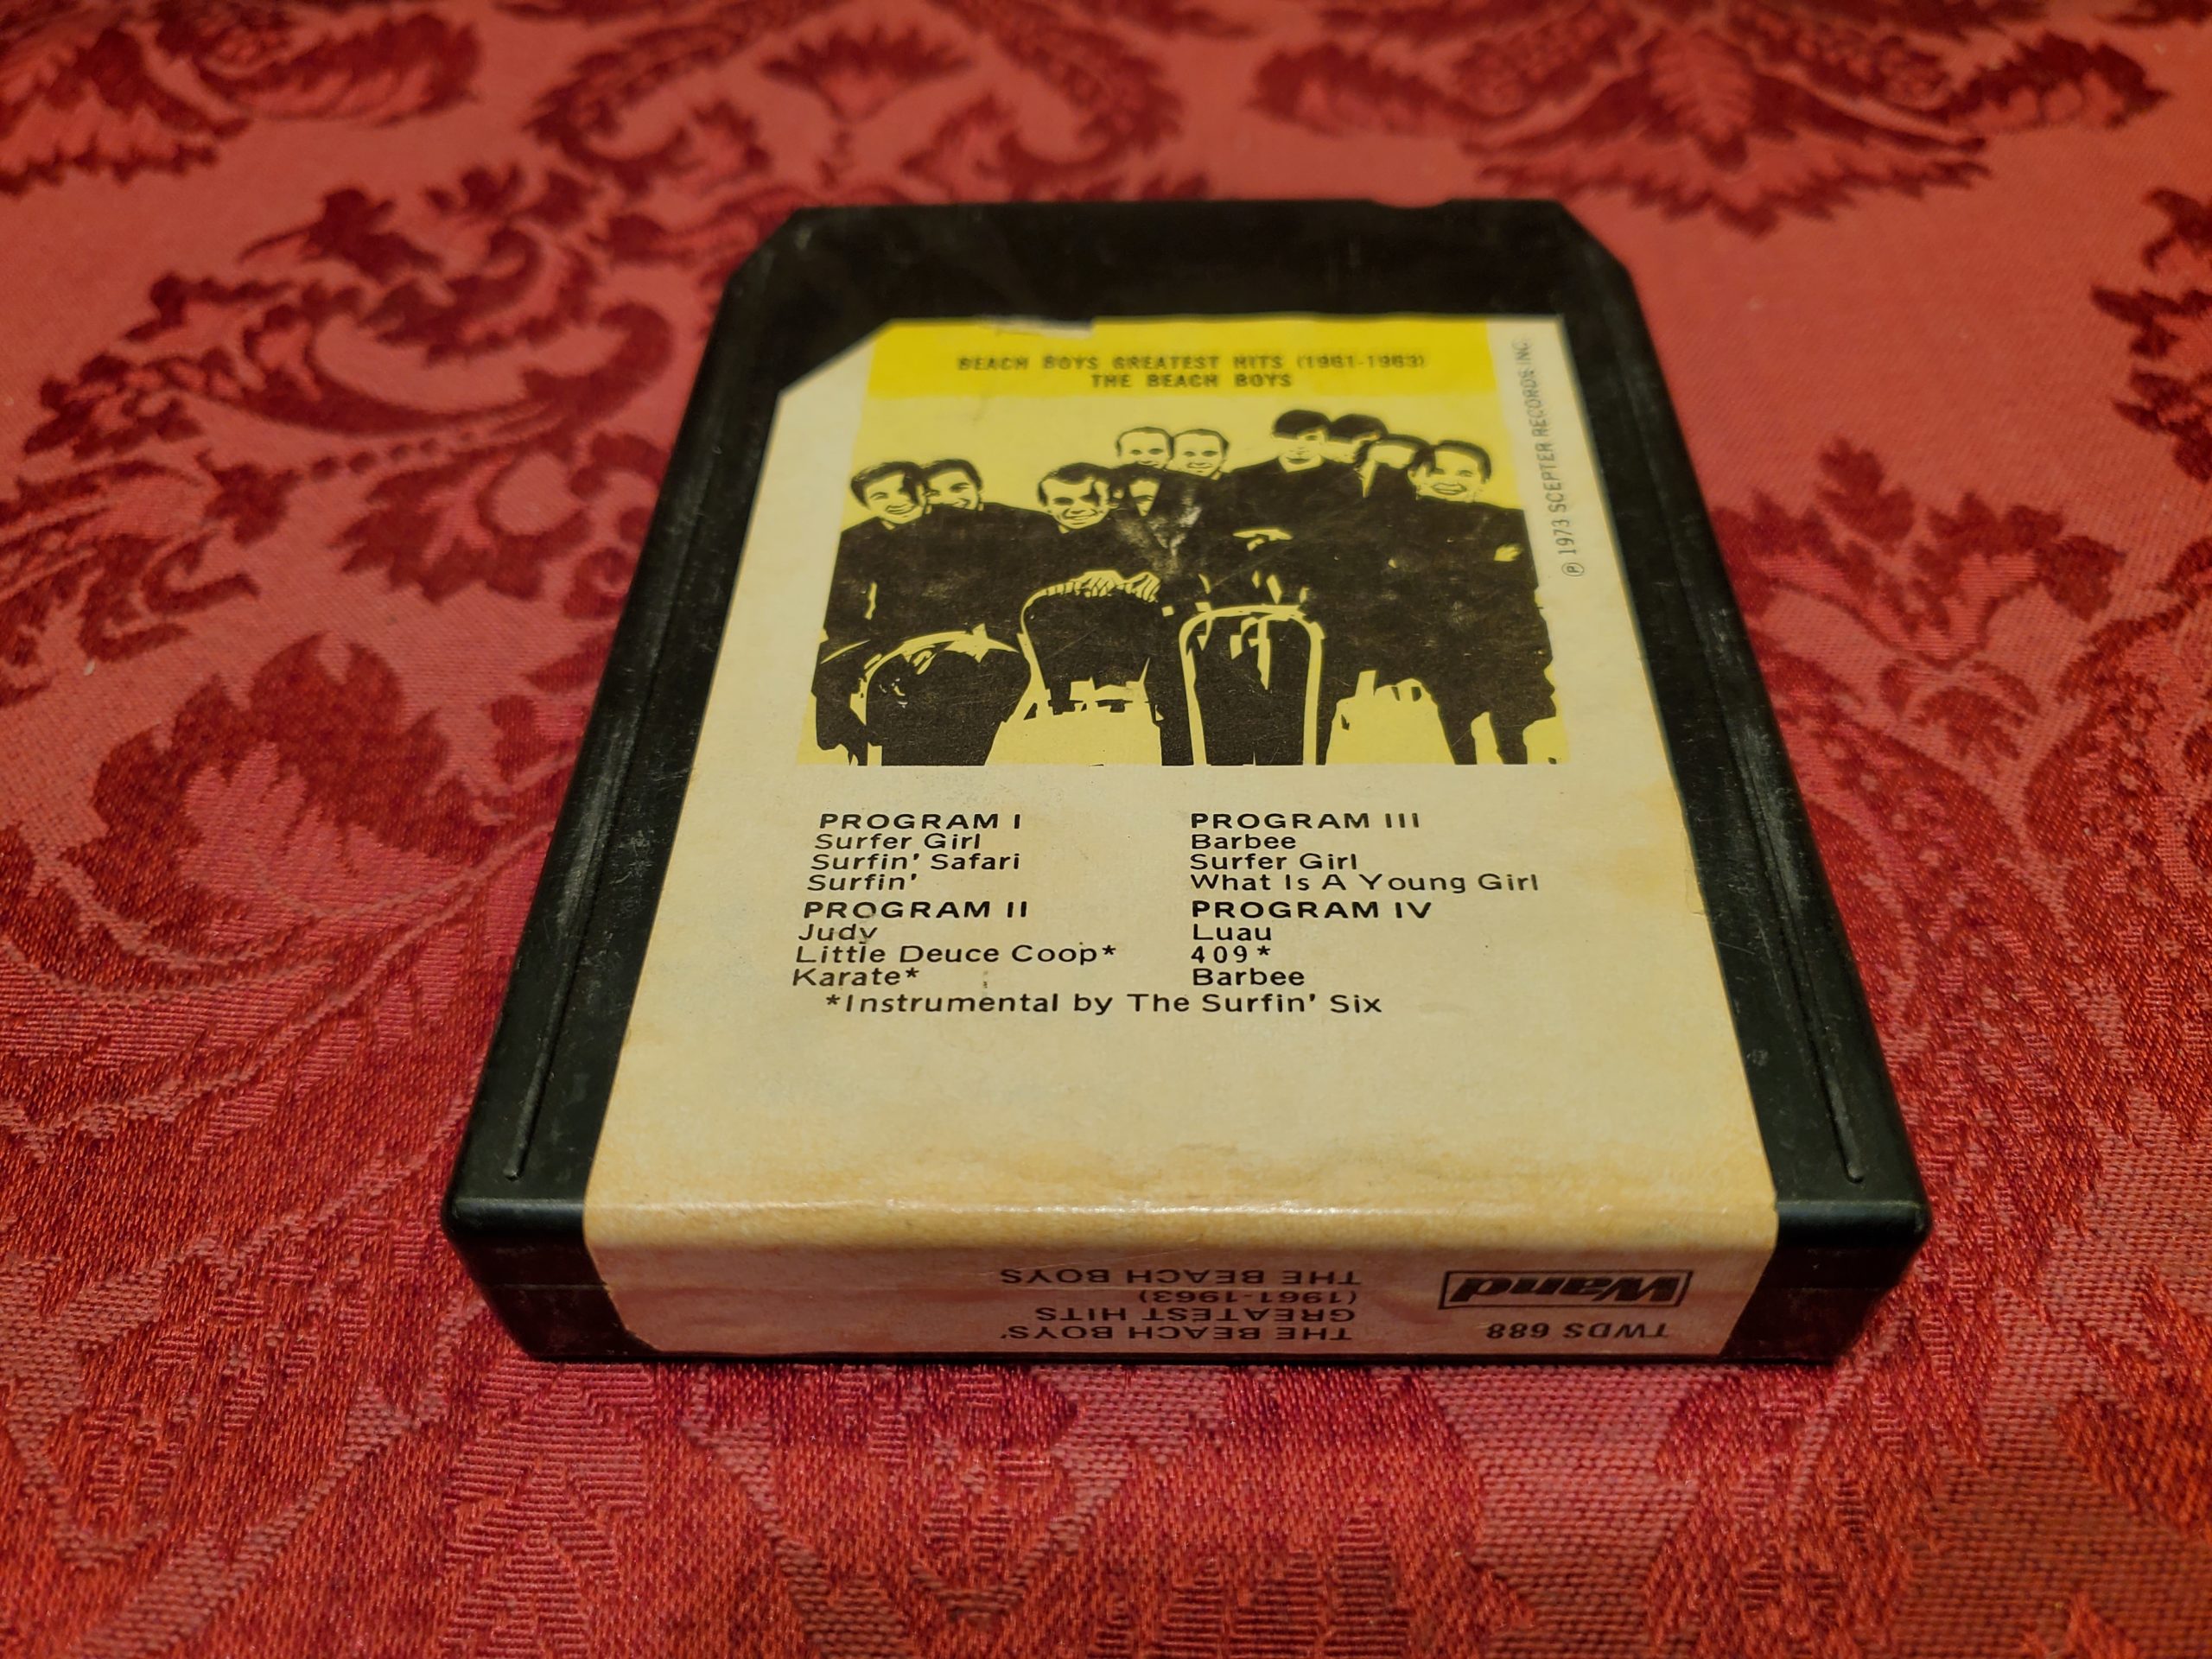 BEACH BOYS GREATEST HITS (1961-1963)
THE BEACH BOYS
℗ 1973 SCEPTER RECORDS INC.
PROGRAM I
Surfer Girl
Surfin' Safari
Surfin'
PROGRAM II
Judy
Little Deuce Coop*
Karate*
PROGRAM III
Barbee
Surfer Girl
What Is A Young Girl
PROGRAM IV
Luau
409*
Barbee
*Instrumental by The Surfin' Six
TWDS 688
Wand
THE BEACH BOYS'
GREATEST HITS
(1961-1963)
THE BEACH BOYS